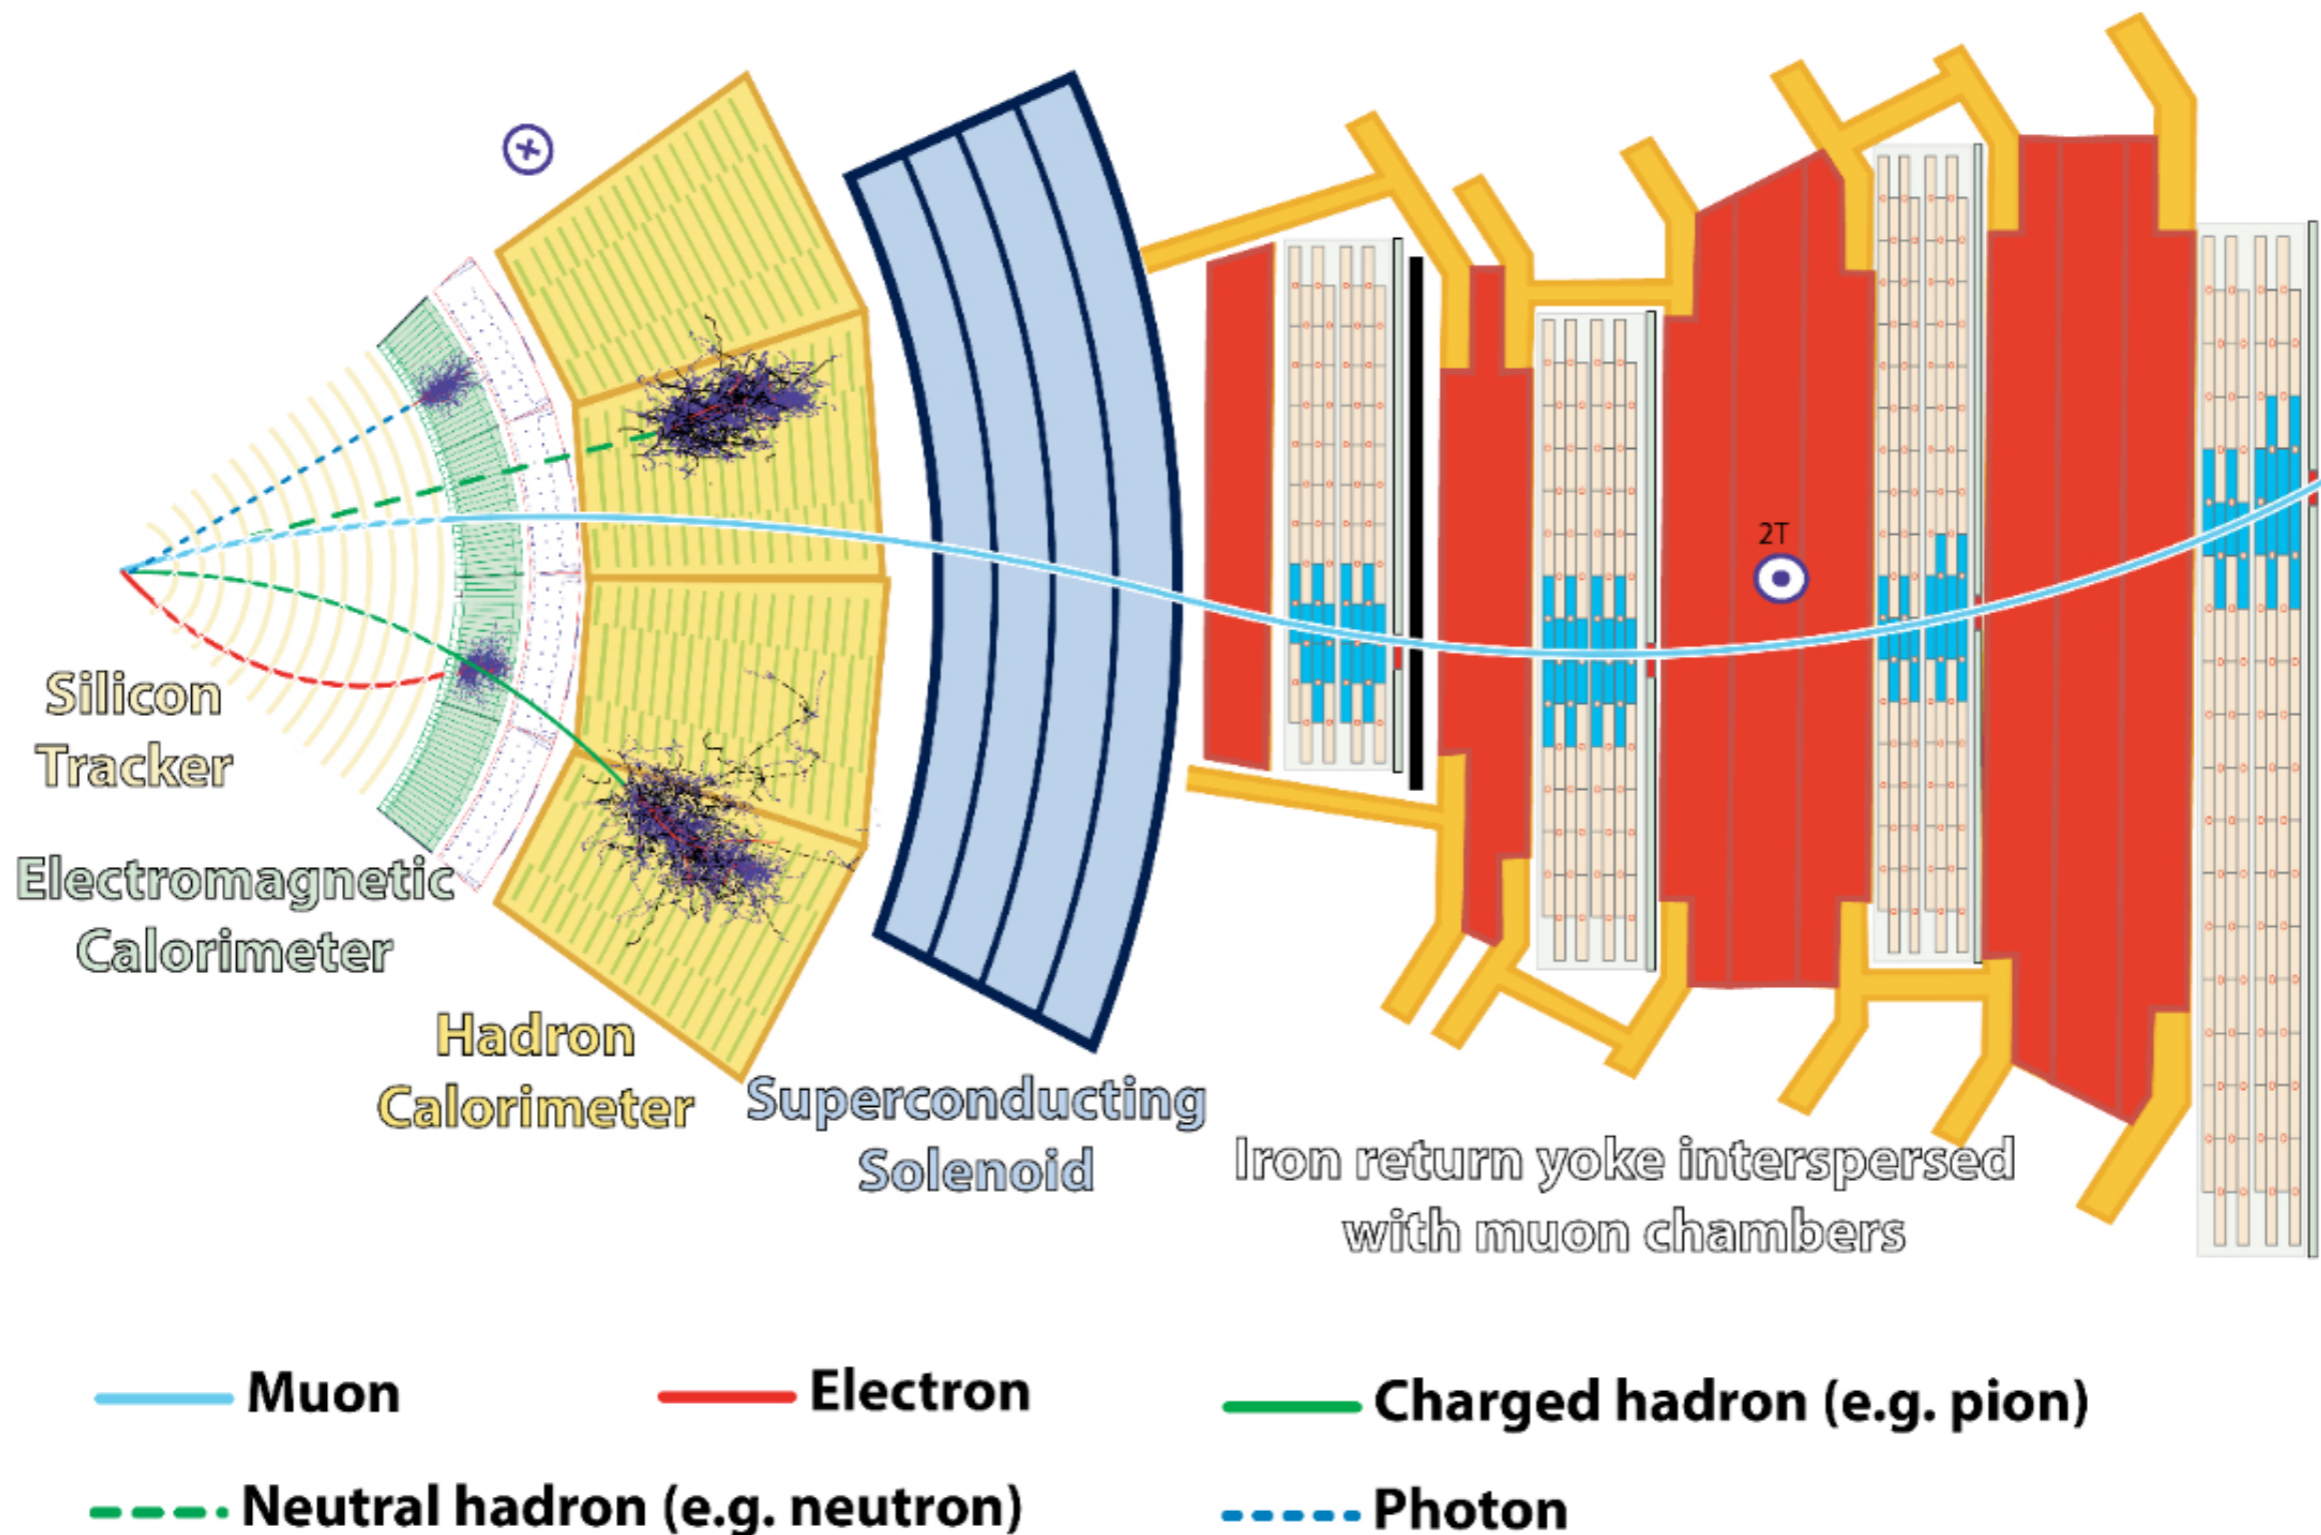 2T
Silicon
Tracker
Electromagnetic
Calorimeter
Hadron
Calorimeter
Superconducting
Solenoid
Iron return yoke interspersed
with muon chambers
Muon
Electron
Charged hadron (e.g. pion)
Neutral hadron (e.g. neutron)
Photon